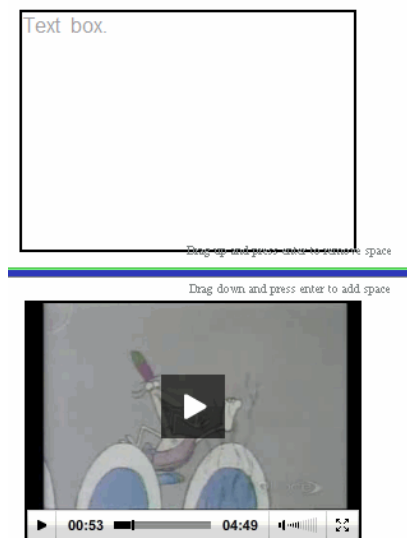 Text box.
Drag up and press enter to remove space
Drag down and press enter to add space
00:53 04:49